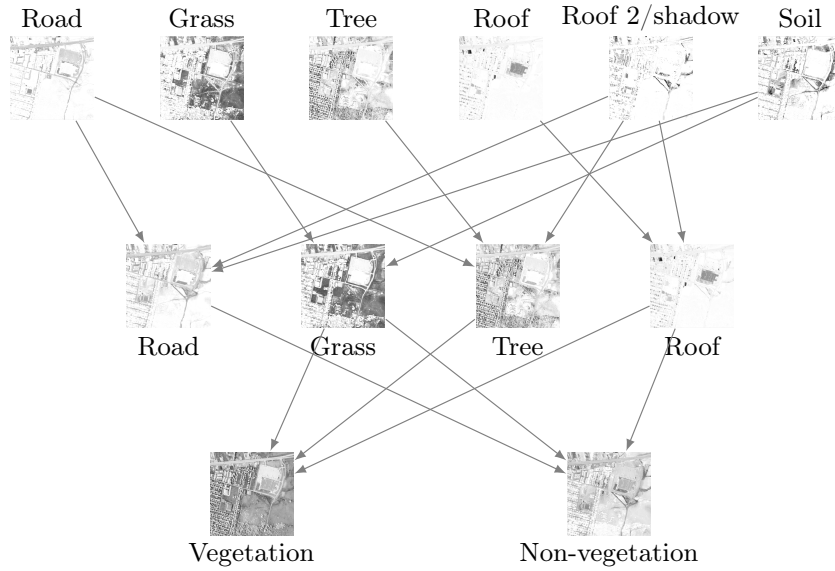 Road Grass Tree Roof Roof 2/shadow Soil
Road Grass Tree Roof
Vegetation Non-vegetation